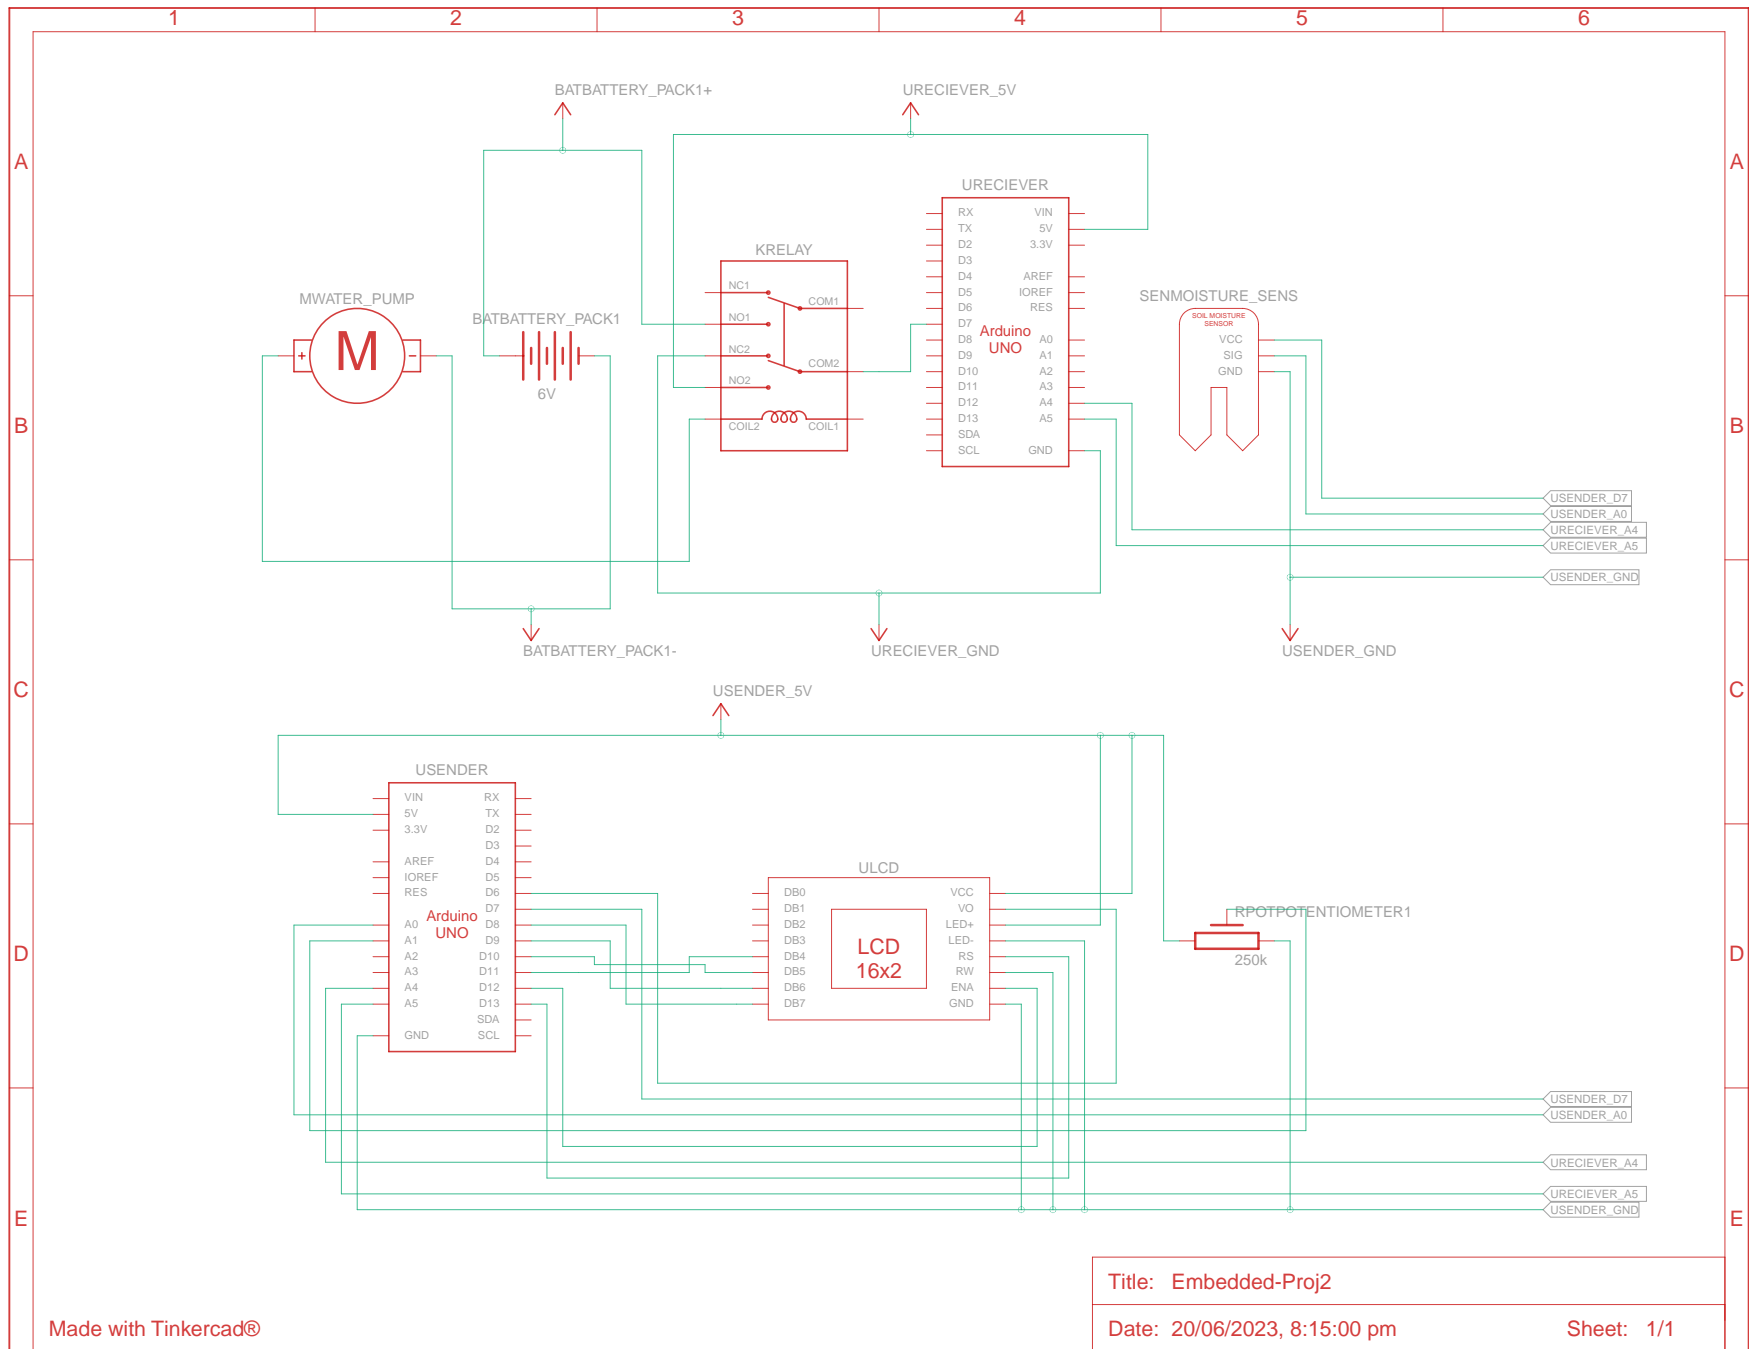 1 2 3 4 5 6
BATBATTERY_PACK1+
URECIEVER_5V
A A
URECIEVER
RX VIN
TX 5V
D2 3.3V
D3
D4 AREF
D5 IOREF
D6 RES
D7
Arduino
UNO
D8 A0
D9 A1
D10 A2
D11 A3
D12 A4
D13 A5
SDA
SCL GND
KRELAY
NC1
COM1
NO1
NC2
COM2
NO2
COIL2 COIL1
MWATER_PUMP
+ M -
BATBATTERY_PACK1
6V
SENMOISTURE_SENS
SOIL MOISTURE
SENSOR
VCC
SIG
GND
B B
USENDER_D7
USENDER_A0
URECIEVER_A4
URECIEVER_A5
USENDER_GND
BATBATTERY_PACK1-
URECIEVER_GND
USENDER_GND
C C
USENDER_5V
USENDER
VIN RX
5V TX
3.3V D2
D3
AREF D4
IOREF D5
RES D6
D7
Arduino
UNO
A0 D8
A1 D9
A2 D10
A3 D11
A4 D12
A5 D13
SDA
GND SCL
ULCD
DB0 VCC
DB1 VO
DB2 LED+
DB3 LED-
DB4 RS
DB5 RW
DB6 ENA
DB7 GND
LCD
16x2
RPOTPOTENTIOMETER1
250k
D D
USENDER_D7
USENDER_A0
URECIEVER_A4
URECIEVER_A5
USENDER_GND
E E
Title: Embedded-Proj2
Made with Tinkercad®
Date: 20/06/2023, 8:15:00 pm Sheet: 1/1